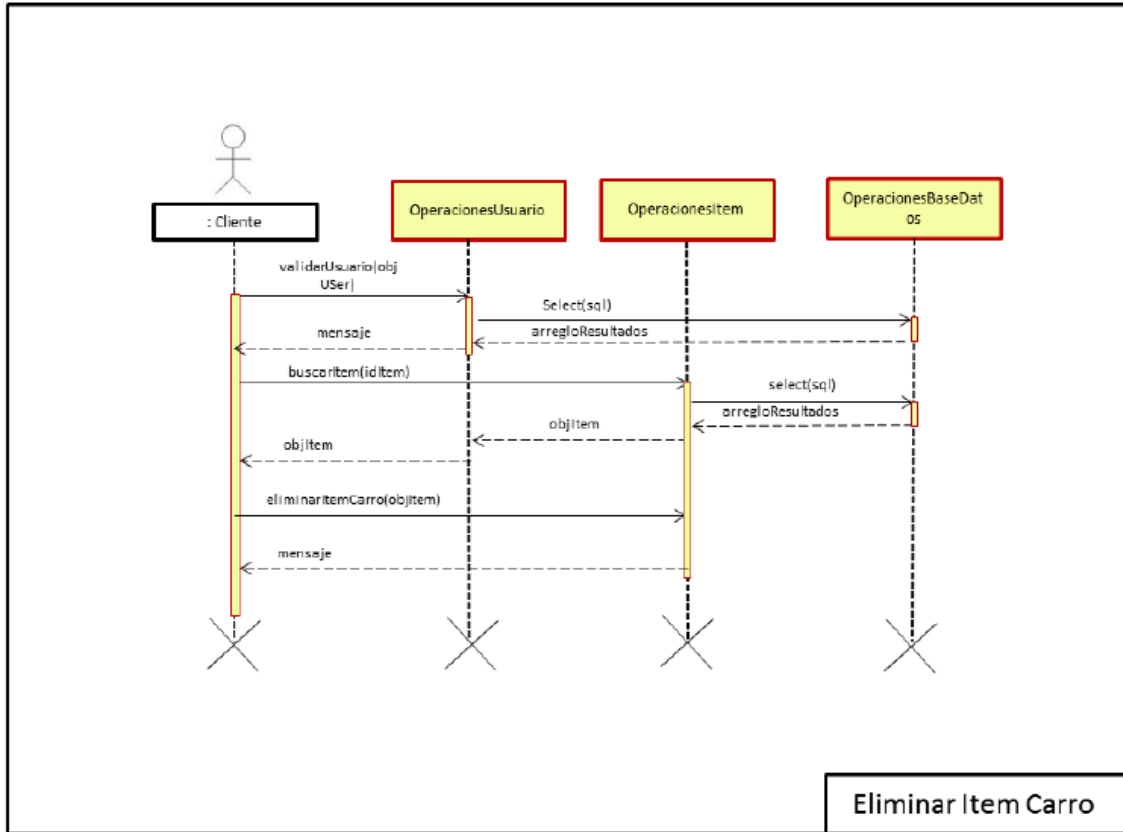 : Cliente
OperacionesUsuario
OperacionesItem
OperacionesBaseDat
os
validarUsuario(obj
USer)
Select(sql)
arregloResultados
mensaje
buscarItem(idItem)
select(sql)
arregloResultados
objItem
objItem
eliminarItemCarro(objItem)
mensaje
Eliminar Item Carro